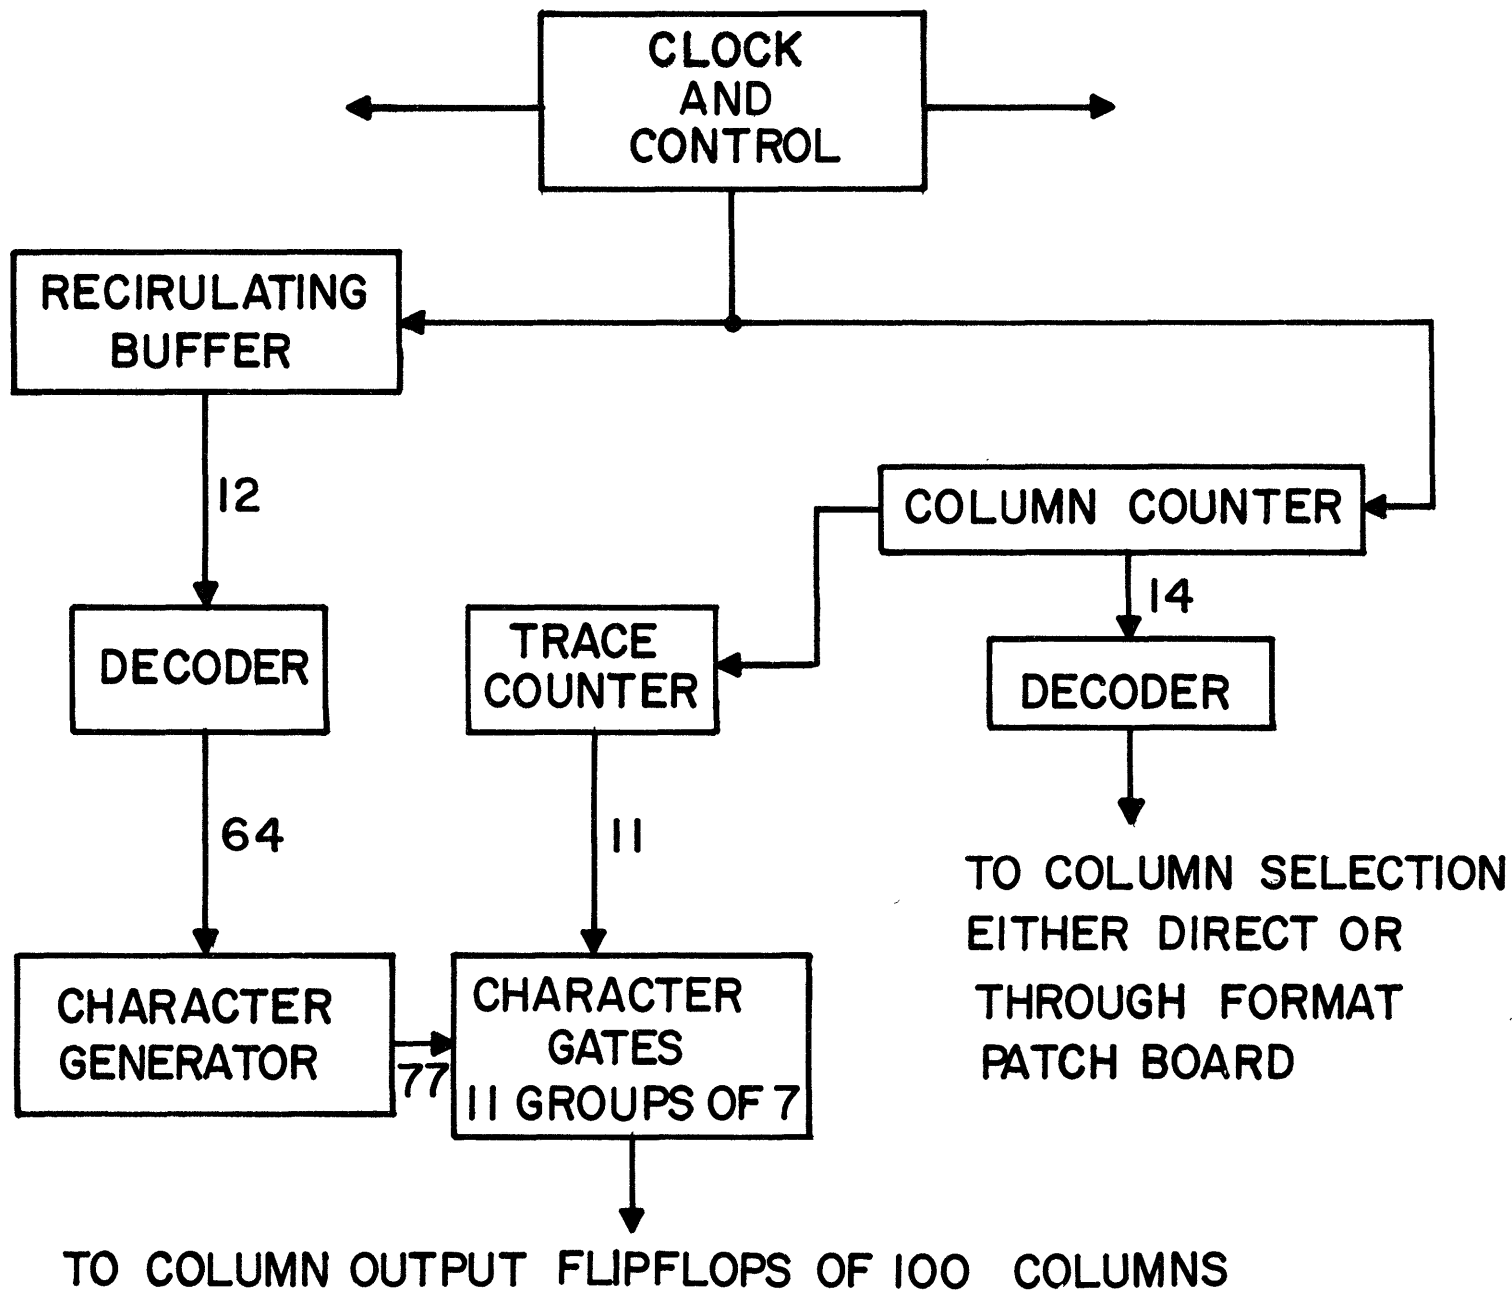 CLOCK
AND
CONTROL
RECIRULATING
BUFFER
12
COLUMN COUNTER
14
DECODER
TRACE
COUNTER
DECODER
64
11
TO COLUMN SELECTION
EITHER DIRECT OR
THROUGH FORMAT
PATCH BOARD
CHARACTER
GENERATOR
77
CHARACTER
GATES
11 GROUPS OF 7
TO COLUMN OUTPUT FLIPFLOPS OF 100 COLUMNS